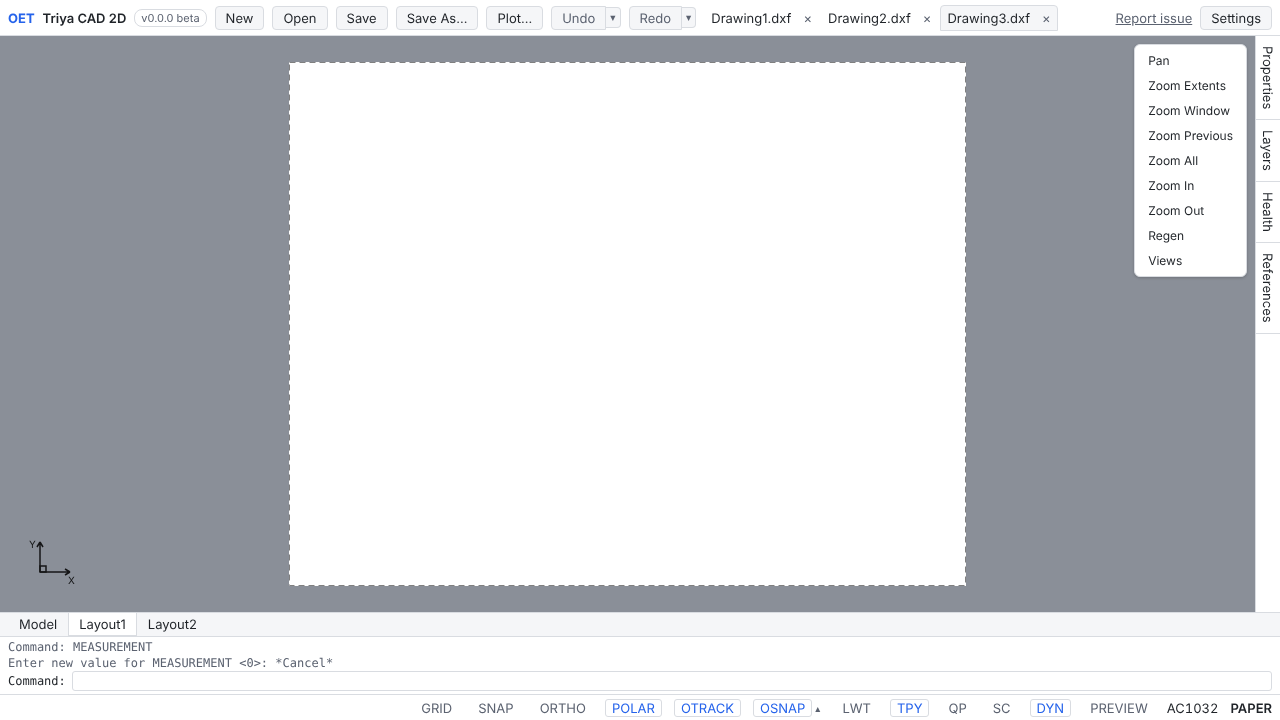 OET Triya CAD 2D v0.0.0 beta New Open Save Save As... Plot... Undo ▾ Redo ▾ Drawing1.dxf × Drawing2.dxf × Drawing3.dxf × Report issue Settings
Pan
Zoom Extents
Zoom Window
Zoom Previous
Zoom All
Zoom In
Zoom Out
Regen
Views
Properties
Layers
Health
References
Y
X
Model Layout1 Layout2
Command: MEASUREMENT
Enter new value for MEASUREMENT <0>: *Cancel*
Command:
GRID SNAP ORTHO POLAR OTRACK OSNAP ▴ LWT TPY QP SC DYN PREVIEW AC1032 PAPER